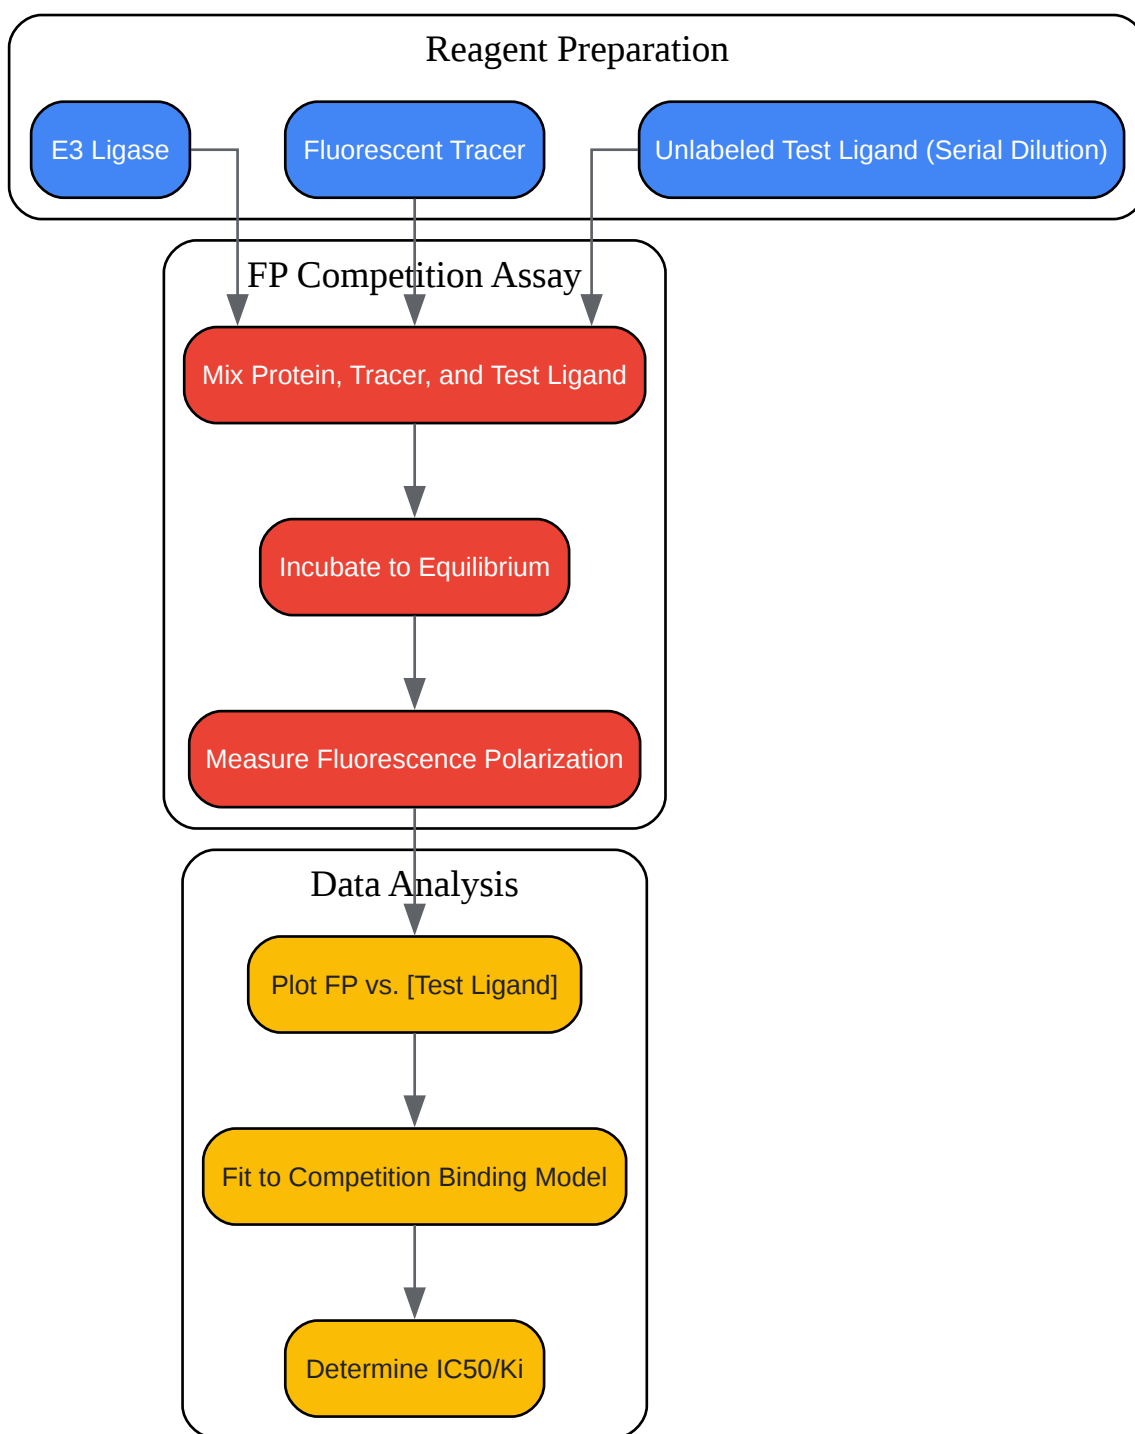 Reagent Preparation
E3 Ligase
Fluorescent Tracer
Unlabeled Test Ligand (Serial Dilution)
FP Competition Assay
Mix Protein, Tracer, and Test Ligand
Incubate to Equilibrium
Measure Fluorescence Polarization
Data Analysis
Plot FP vs. [Test Ligand]
Fit to Competition Binding Model
Determine IC50/Ki